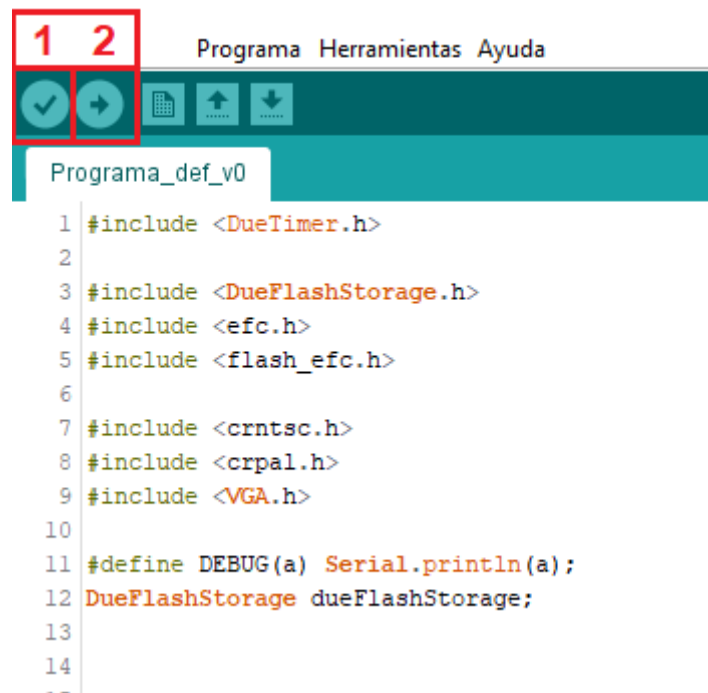 1 2
Programa Herramientas Ayuda
Programa_def_v0
1 #include <DueTimer.h>
2
3 #include <DueFlashStorage.h>
4 #include <efc.h>
5 #include <flash_efc.h>
6
7 #include <crntsc.h>
8 #include <crpal.h>
9 #include <VGA.h>
10
11 #define DEBUG(a) Serial.println(a);
12 DueFlashStorage dueFlashStorage;
13
14